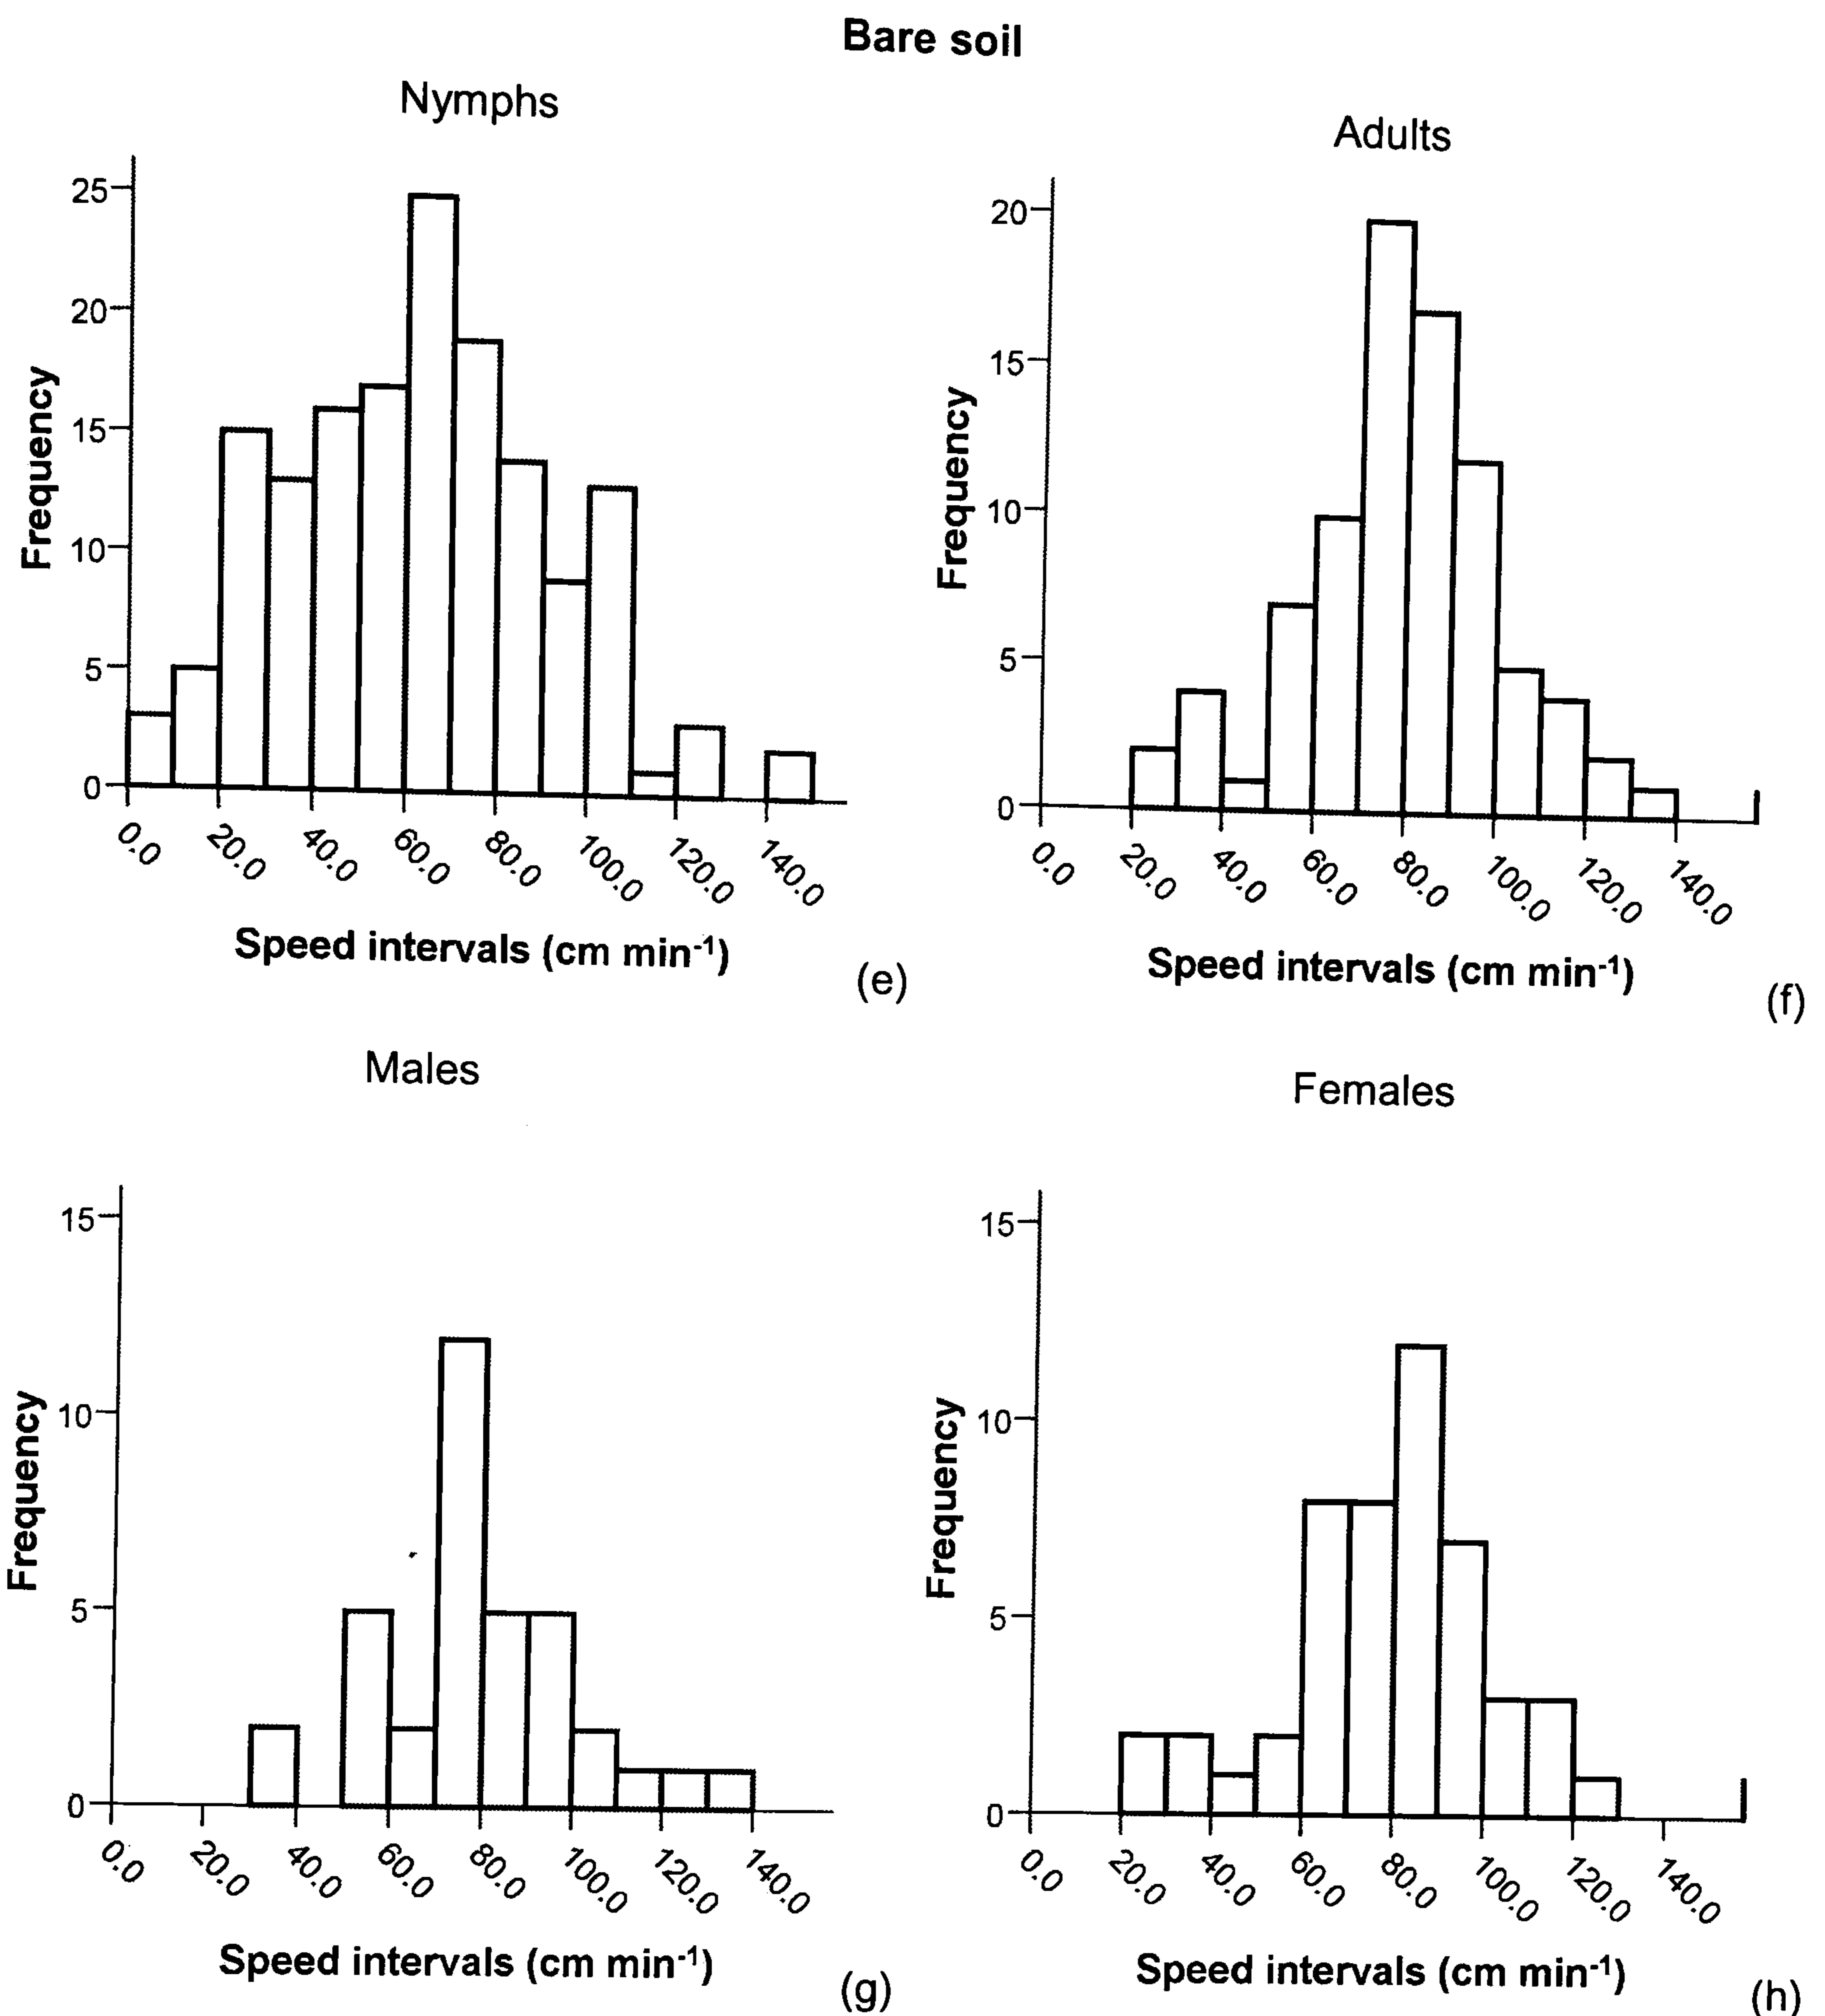 Bare soil
Nymphs
25
20
15
10
5
0
Frequency
0.0 20.0 40.0 60.0 80.0 100.0 120.0 140.0
Speed intervals (cm min-1)
(e)
Adults
20
15
10
5
0
Frequency
0.0 20.0 40.0 60.0 80.0 100.0 120.0 140.0
Speed intervals (cm min-1)
(f)
Males
15
10
5
0
Frequency
0.0 20.0 40.0 60.0 80.0 100.0 120.0 140.0
Speed intervals (cm min-1)
(g)
Females
15
10
5
0
Frequency
0.0 20.0 40.0 60.0 80.0 100.0 120.0 140.0
Speed intervals (cm min-1)
(h)